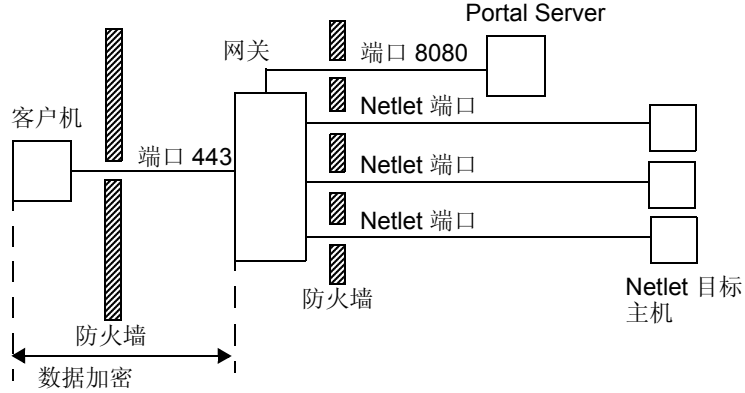 Portal Server
网关
端口 8080
客户机
Netlet 端口
端口 443
Netlet 端口
Netlet 端口
Netlet 目标
主机
防火墙
防火墙
数据加密